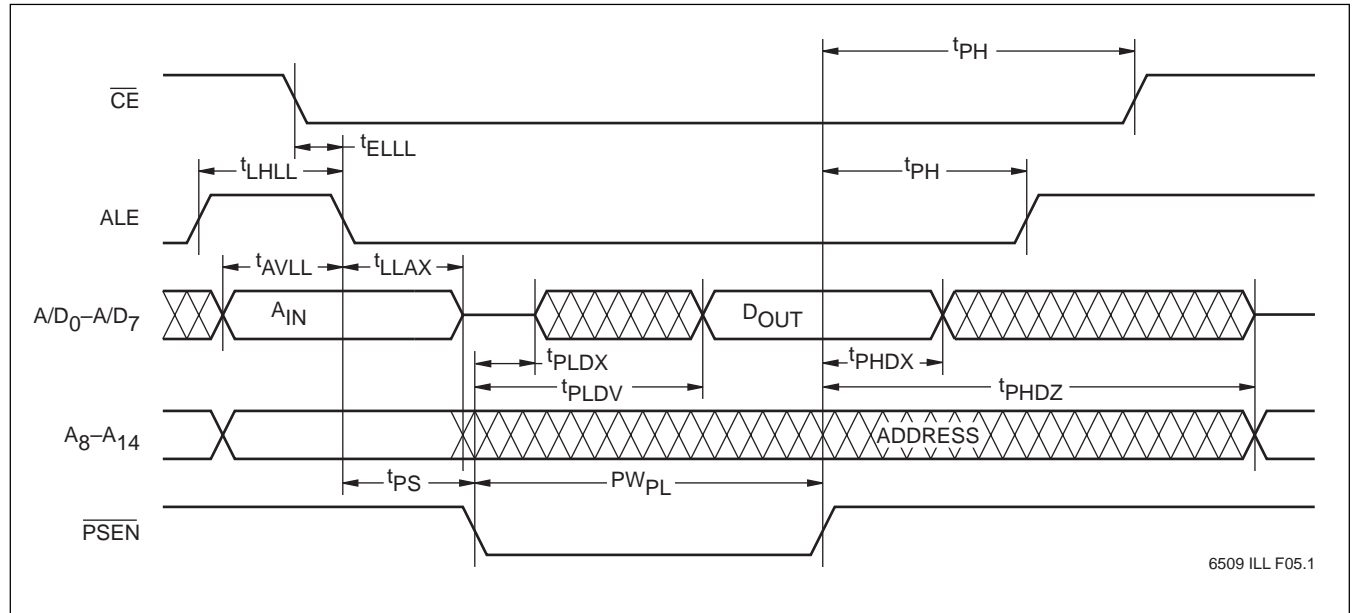 tPH
CE
tELLL
tLHLL
tPH
ALE
tAVLL
tLLAX
A/D0–A/D7
AIN
DOUT
tPLDX
tPHDX
tPLDV
tPHDZ
A8–A14
ADDRESS
tPS
PWPL
PSEN
6509 ILL F05.1